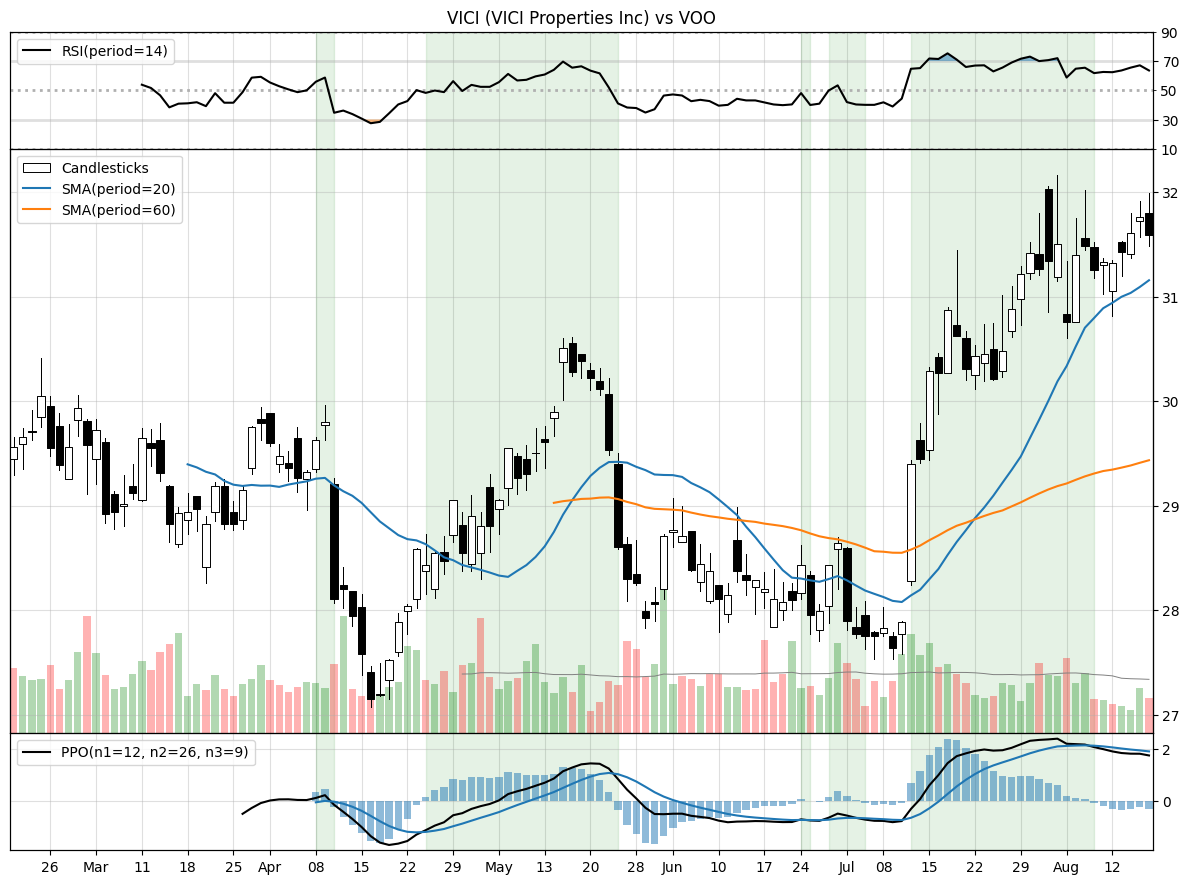 VICI (VICI Properties Inc) vs VOO
RSI(period=14)
90
70
50
30
10
Candlesticks
SMA(period=20)
SMA(period=60)
32
31
30
29
28
27
PPO(n1=12, n2=26, n3=9)
2
0
26 Mar 11 18 25 Apr 08 15 22 29 May 13 20 28 Jun 10 17 24 Jul 08 15 22 29 Aug 12